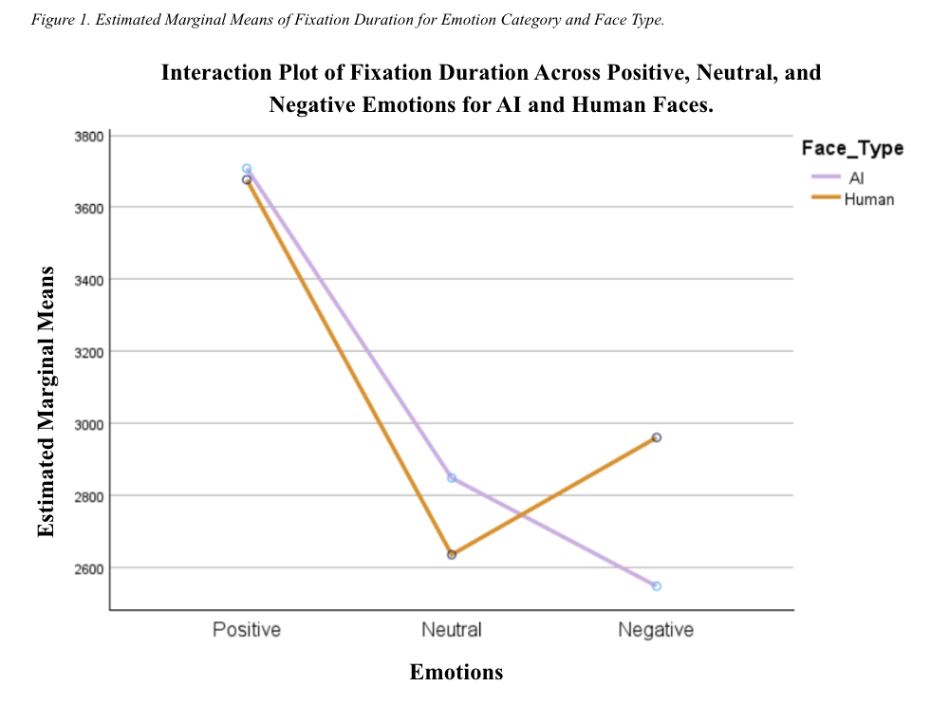 Figure 1. Estimated Marginal Means of Fixation Duration for Emotion Category and Face Type.
Interaction Plot of Fixation Duration Across Positive, Neutral, and
Negative Emotions for AI and Human Faces.
Face_Type
AI
Human
Estimated Marginal Means
3800
3600
3400
3200
3000
2800
2600
Positive
Neutral
Negative
Emotions